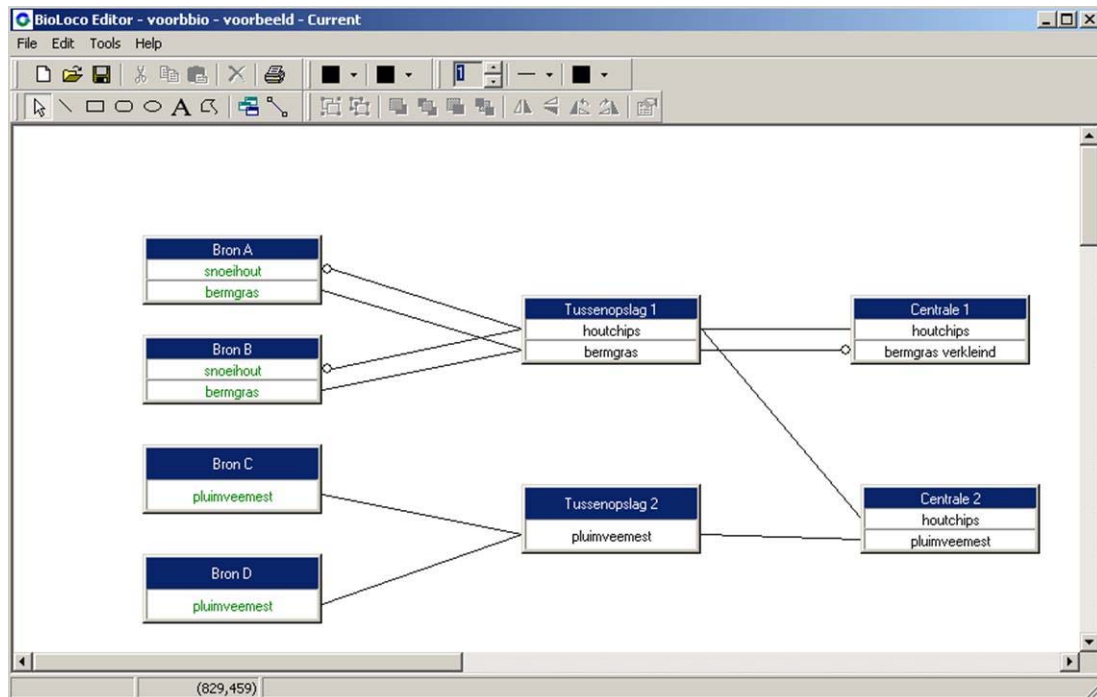 BioLoco Editor - voorbbio - voorbeeld - Current
File Edit Tools Help
1
A
Bron A
snoeihout
bermgras
Bron B
snoeihout
bermgras
Tussenopslag 1
houtchips
bermgras
Centrale 1
houtchips
bermgras verkleind
Bron C
pluimveemest
Bron D
pluimveemest
Tussenopslag 2
pluimveemest
Centrale 2
houtchips
pluimveemest
(829,459)